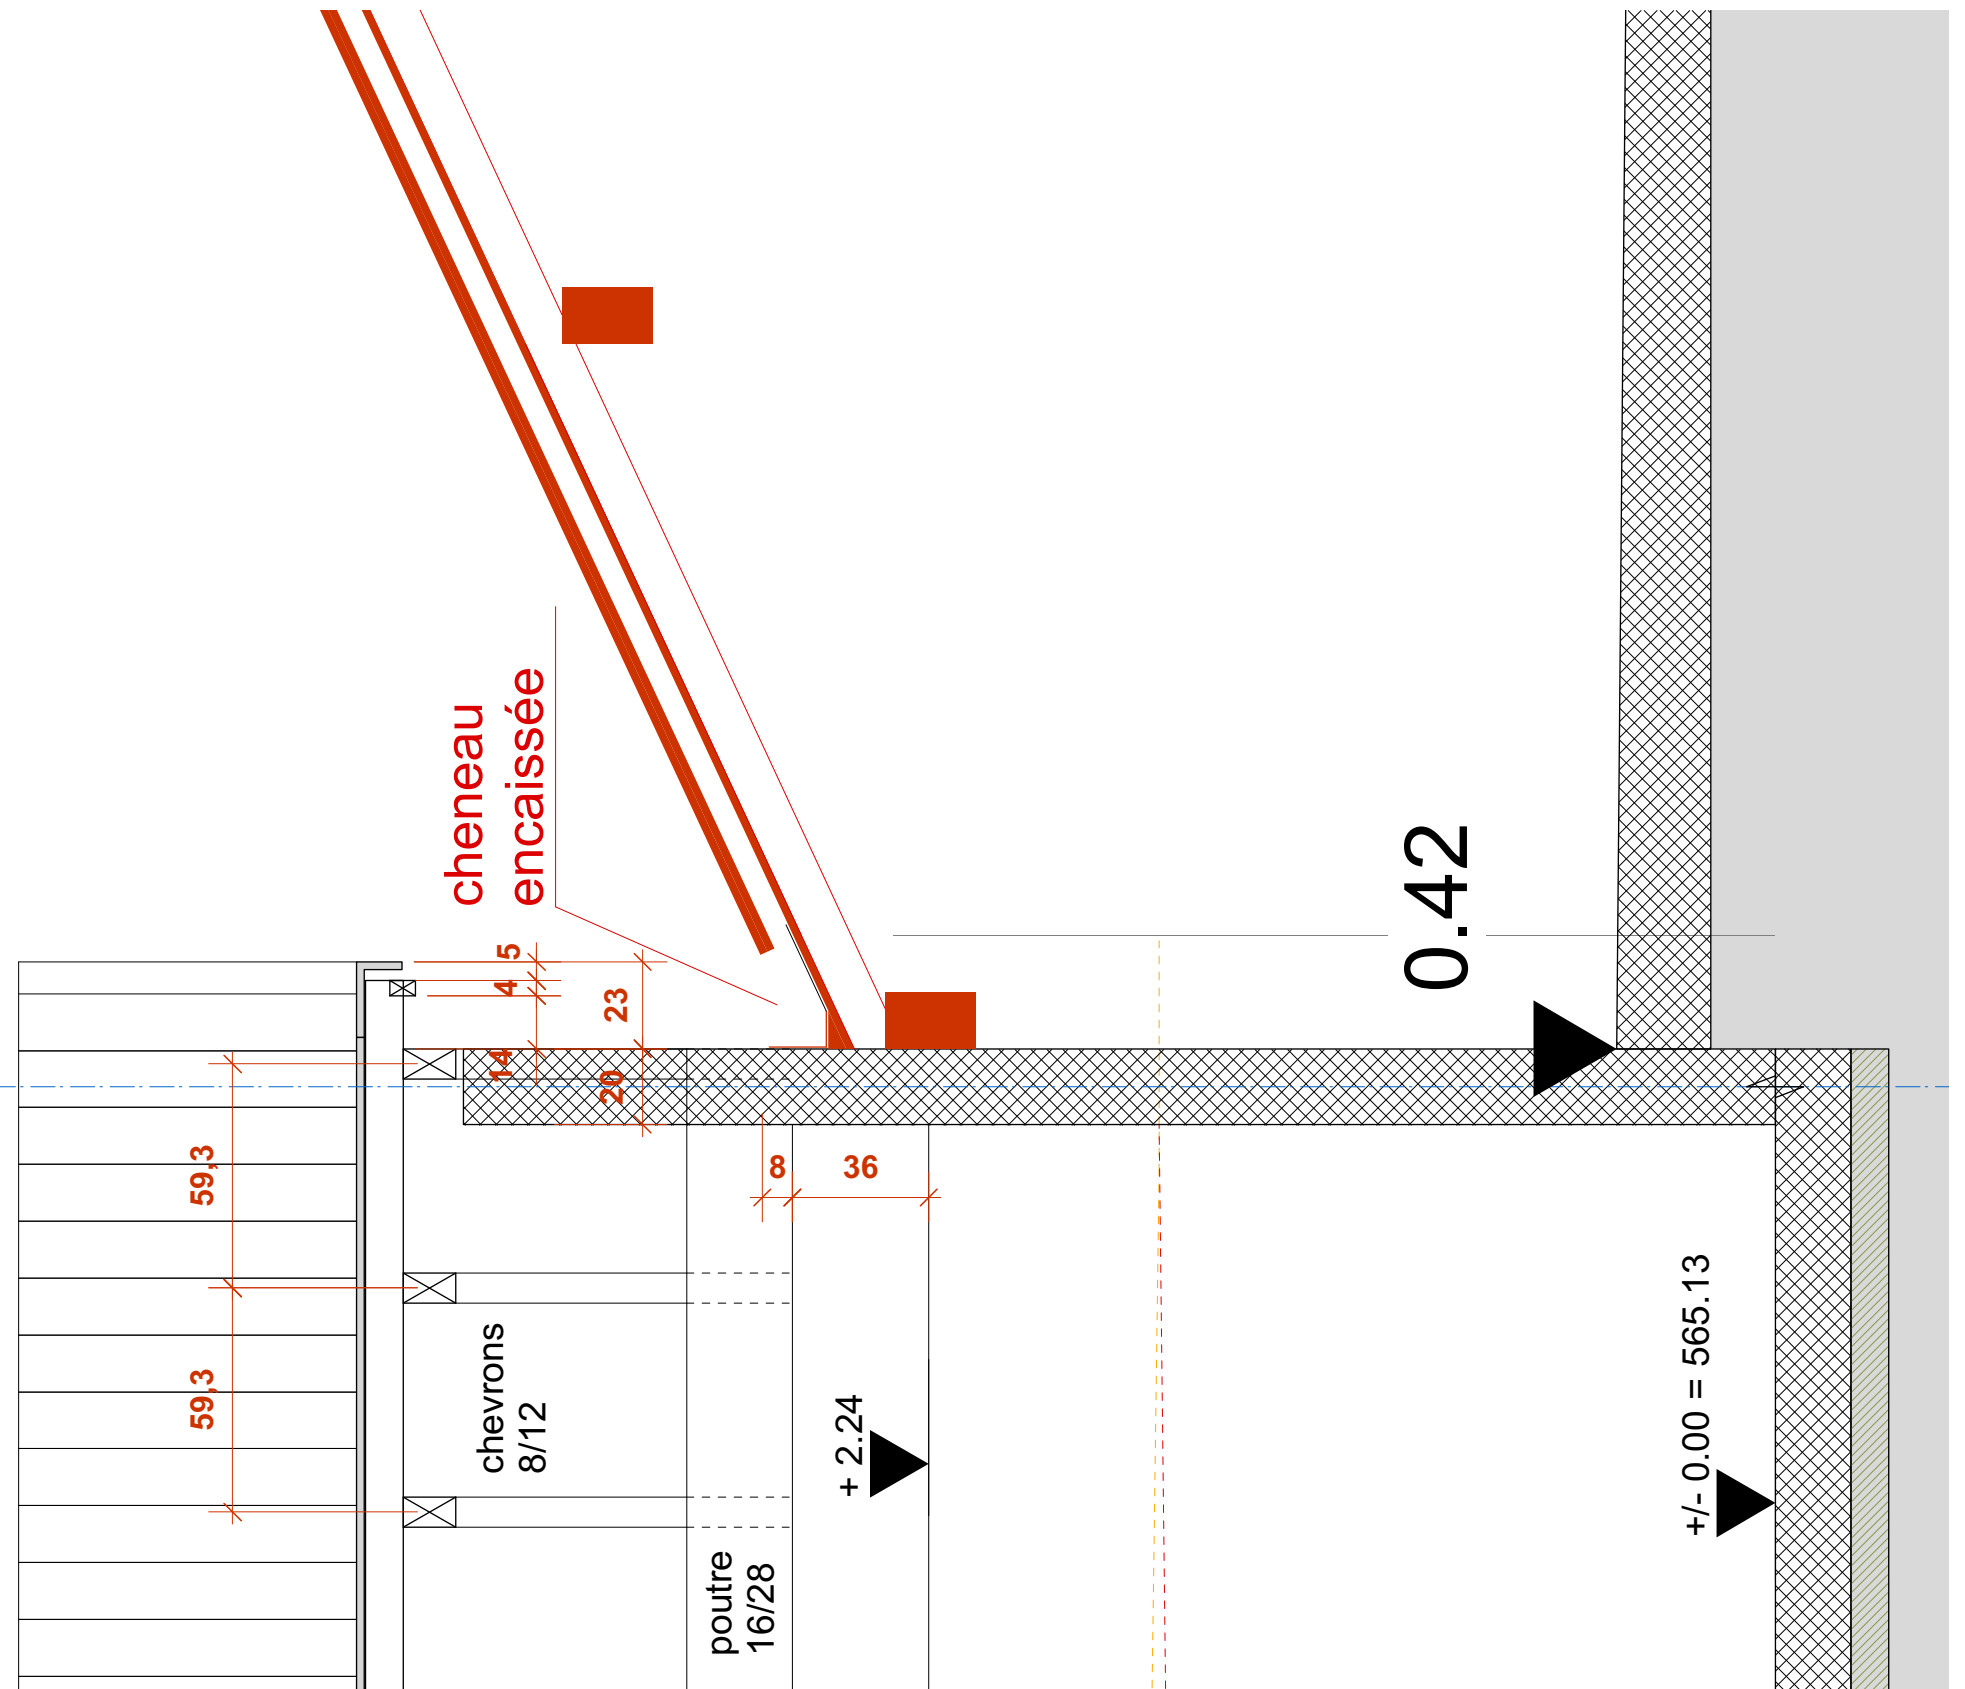 cheneau
encaissée
0.42
5
4
23
14
20
59,3
8
36
59,3
chevrons
8/12
+ 2.24
+/- 0.00 = 565.13
poutre
16/28